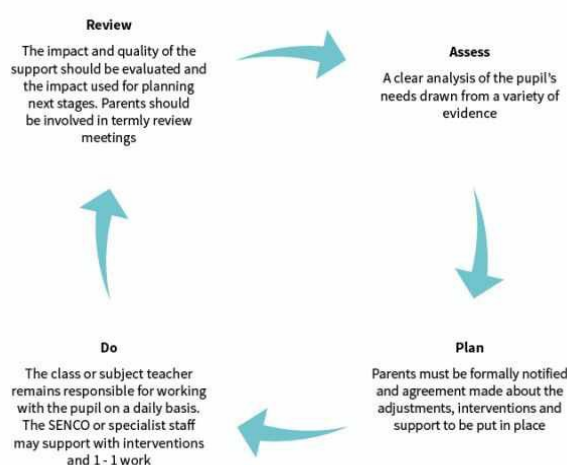 Review
The impact and quality of the
support should be evaluated and
the impact used for planning
next stages. Parents should
be involved in termly review
meetings
Assess
A clear analysis of the pupil's
needs drawn from a variety of
evidence
Do
The class or subject teacher
remains responsible for working
with the pupil on a daily basis.
The SENCO or specialist staff
may support with interventions
and 1 - 1 work
Plan
Parents must be formally notified
and agreement made about the
adjustments, interventions and
support to be put in place